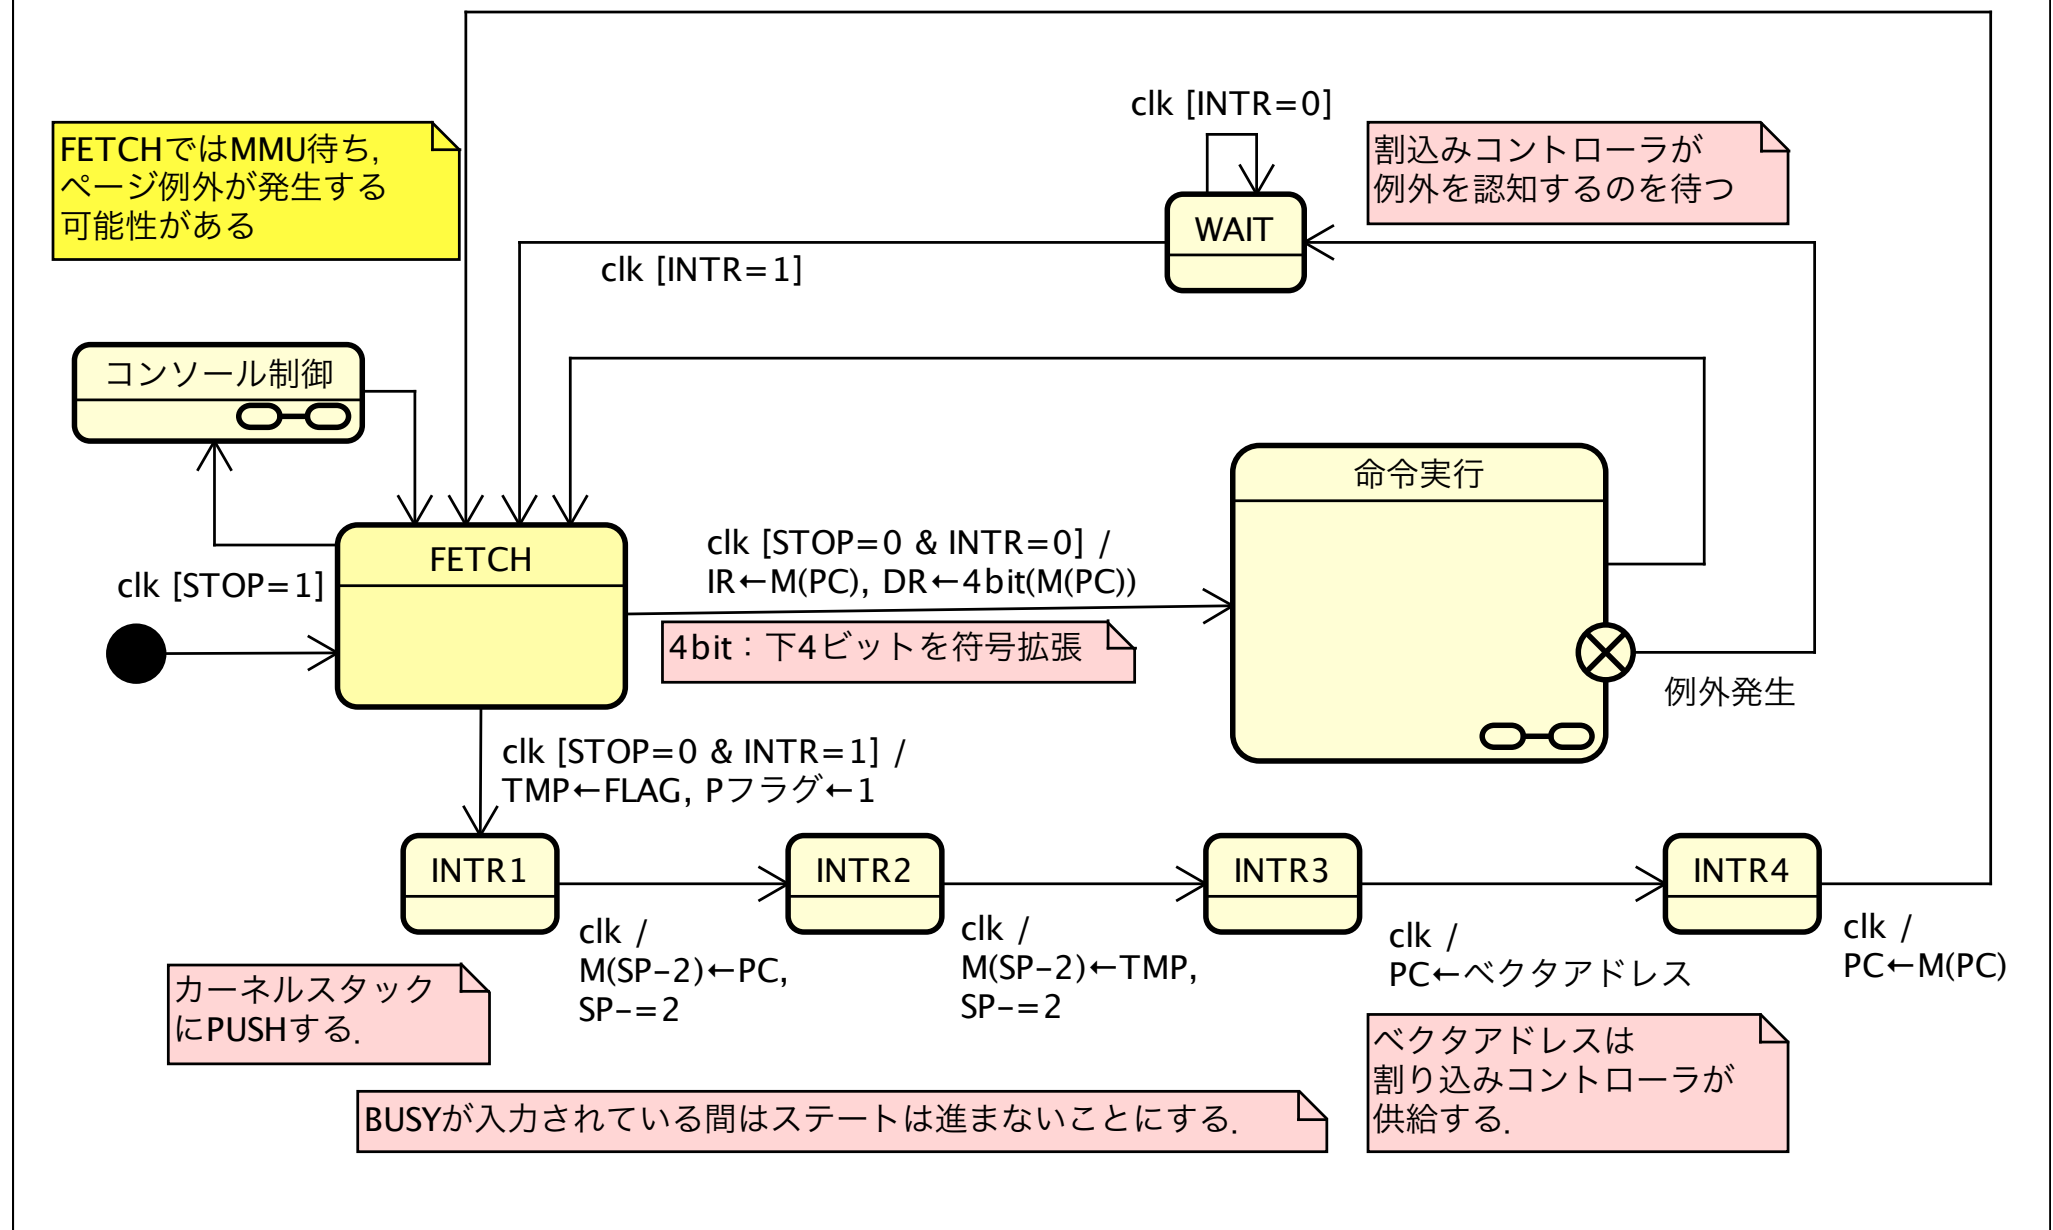 clk [INTR=0]
FETCHではMMU待ち,
ページ例外が発生する
可能性がある
割込みコントローラが
例外を認知するのを待つ
WAIT
clk [INTR=1]
コンソール制御
命令実行
FETCH
clk [STOP=0 & INTR=0] /
IR←M(PC), DR←4bit(M(PC))
clk [STOP=1]
4bit：下4ビットを符号拡張
例外発生
clk [STOP=0 & INTR=1] /
TMP←FLAG, Pフラグ←1
INTR1
INTR2
INTR3
INTR4
clk /
M(SP-2)←PC,
SP-=2
clk /
M(SP-2)←TMP,
SP-=2
clk /
PC←ベクタアドレス
clk /
PC←M(PC)
カーネルスタック
にPUSHする.
ベクタアドレスは
割り込みコントローラが
供給する.
BUSYが入力されている間はステートは進まないことにする.